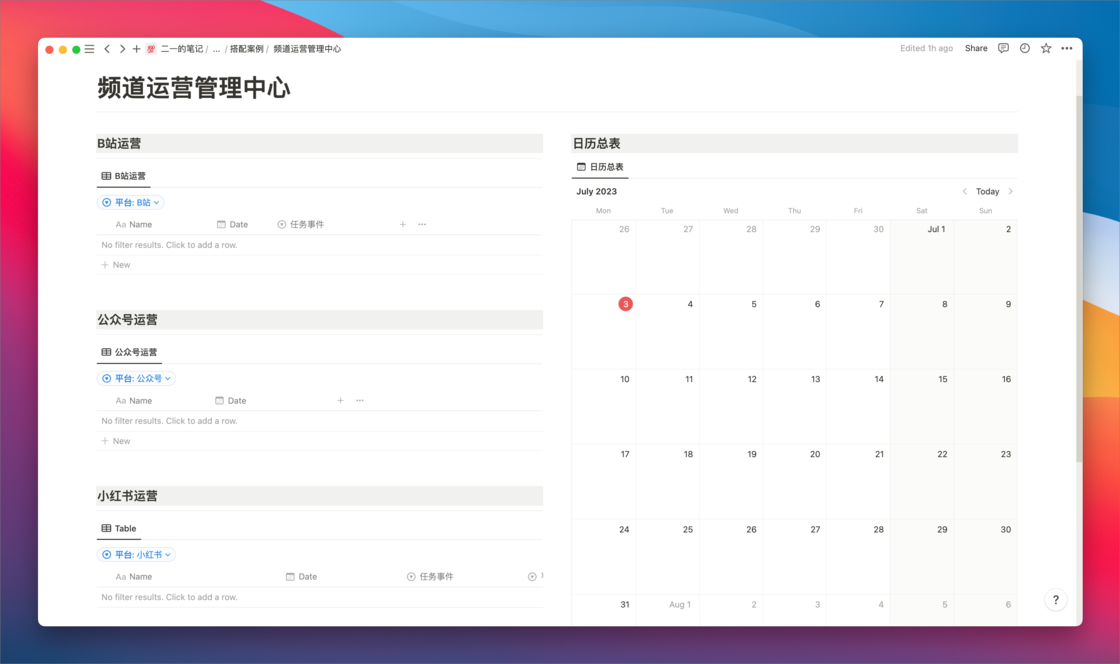 二一的笔记 / ... / 搭配案例 / 频道运营管理中心
Edited 1h ago Share
频道运营管理中心
B站运营
B站运营
平台: B站
Aa Name Date 任务事件
No filter results. Click to add a row.
+ New
公众号运营
公众号运营
平台: 公众号
Aa Name Date
No filter results. Click to add a row.
+ New
小红书运营
Table
平台: 小红书
Aa Name Date 任务事件
No filter results. Click to add a row.
日历总表
日历总表
July 2023 Today
Mon Tue Wed Thu Fri Sat Sun
26 27 28 29 30 Jul 1 2
3 4 5 6 7 8 9
10 11 12 13 14 15 16
17 18 19 20 21 22 23
24 25 26 27 28 29 30
31 Aug 1 2 3 4 5 6
?